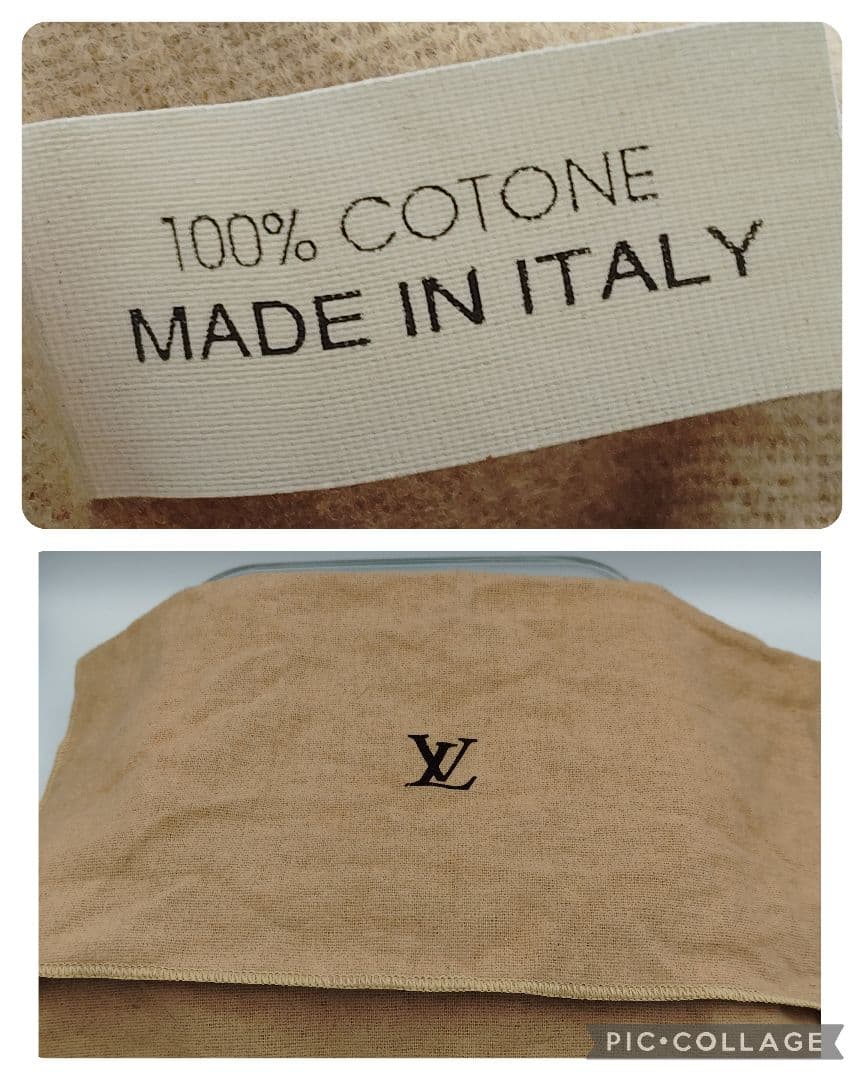 100% COTONE
MADE IN ITALY
LV
PIC•COLLAGE